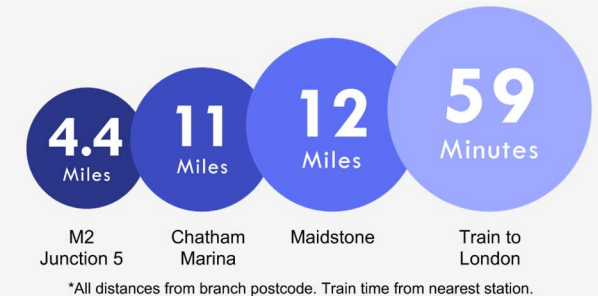 4.4
Miles
11
Miles
12
Miles
59
Minutes
M2
Junction 5
Chatham
Marina
Maidstone
Train to
London
*All distances from branch postcode. Train time from nearest station.